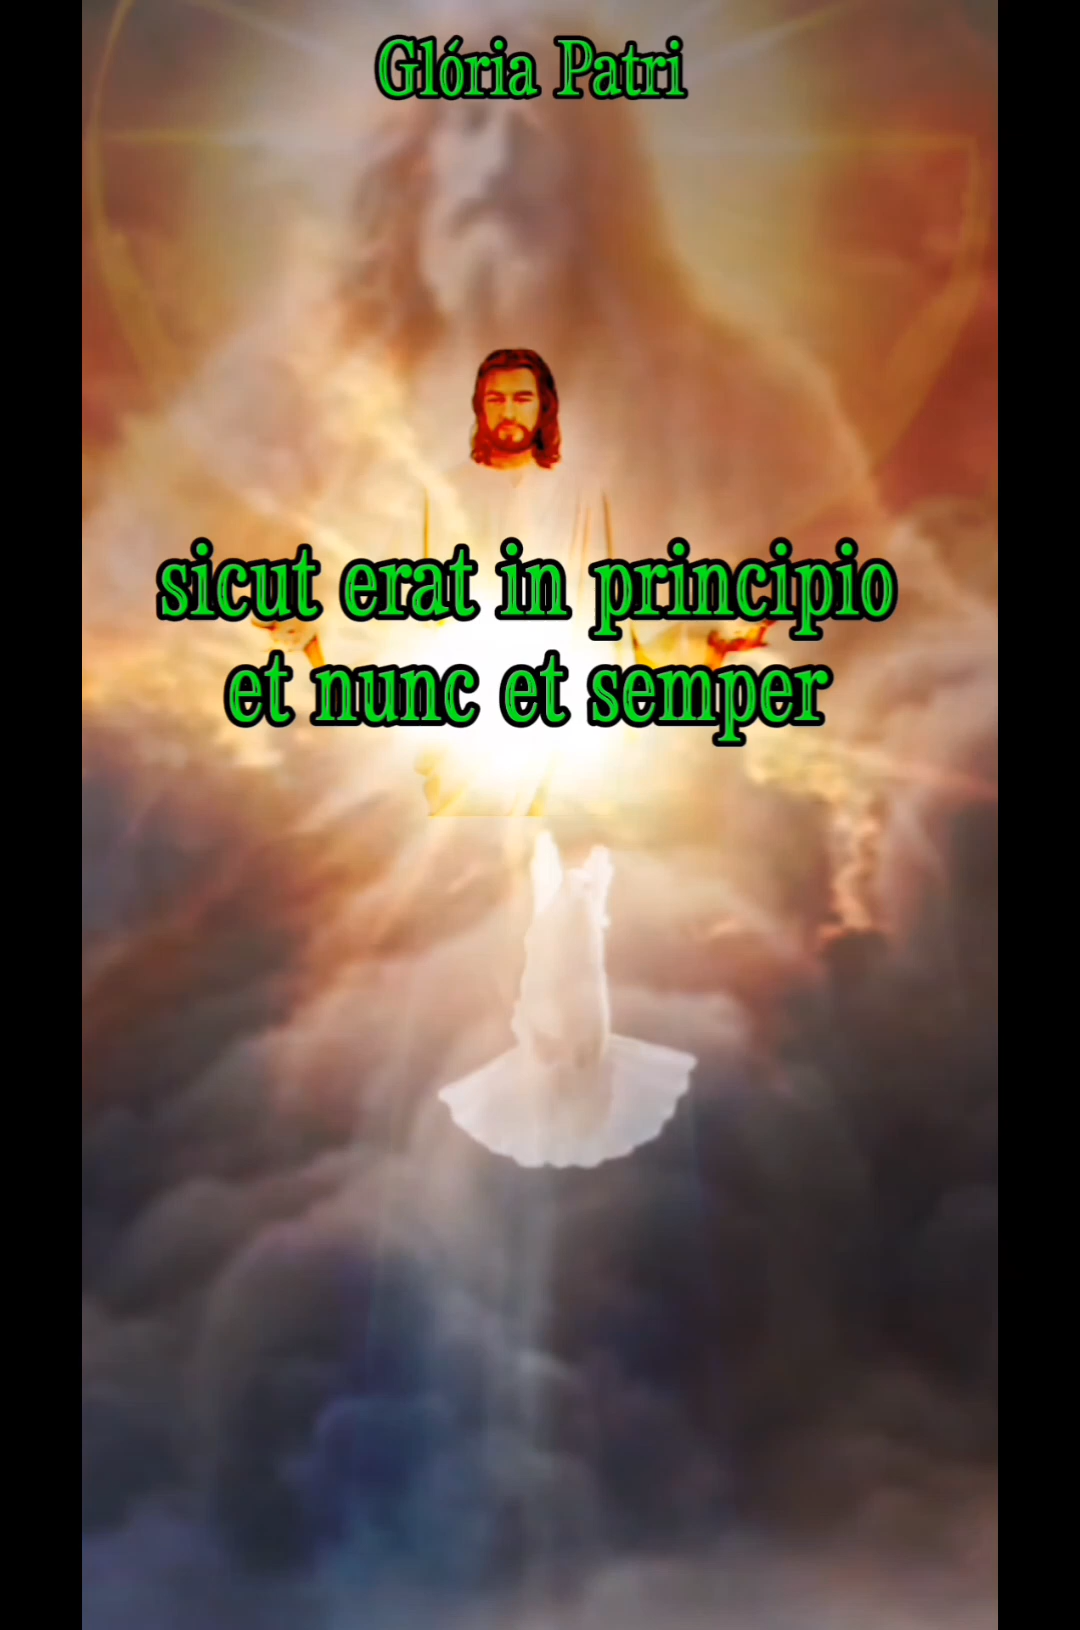 Glória Patri
sicut erat in principio
et nunc et semper